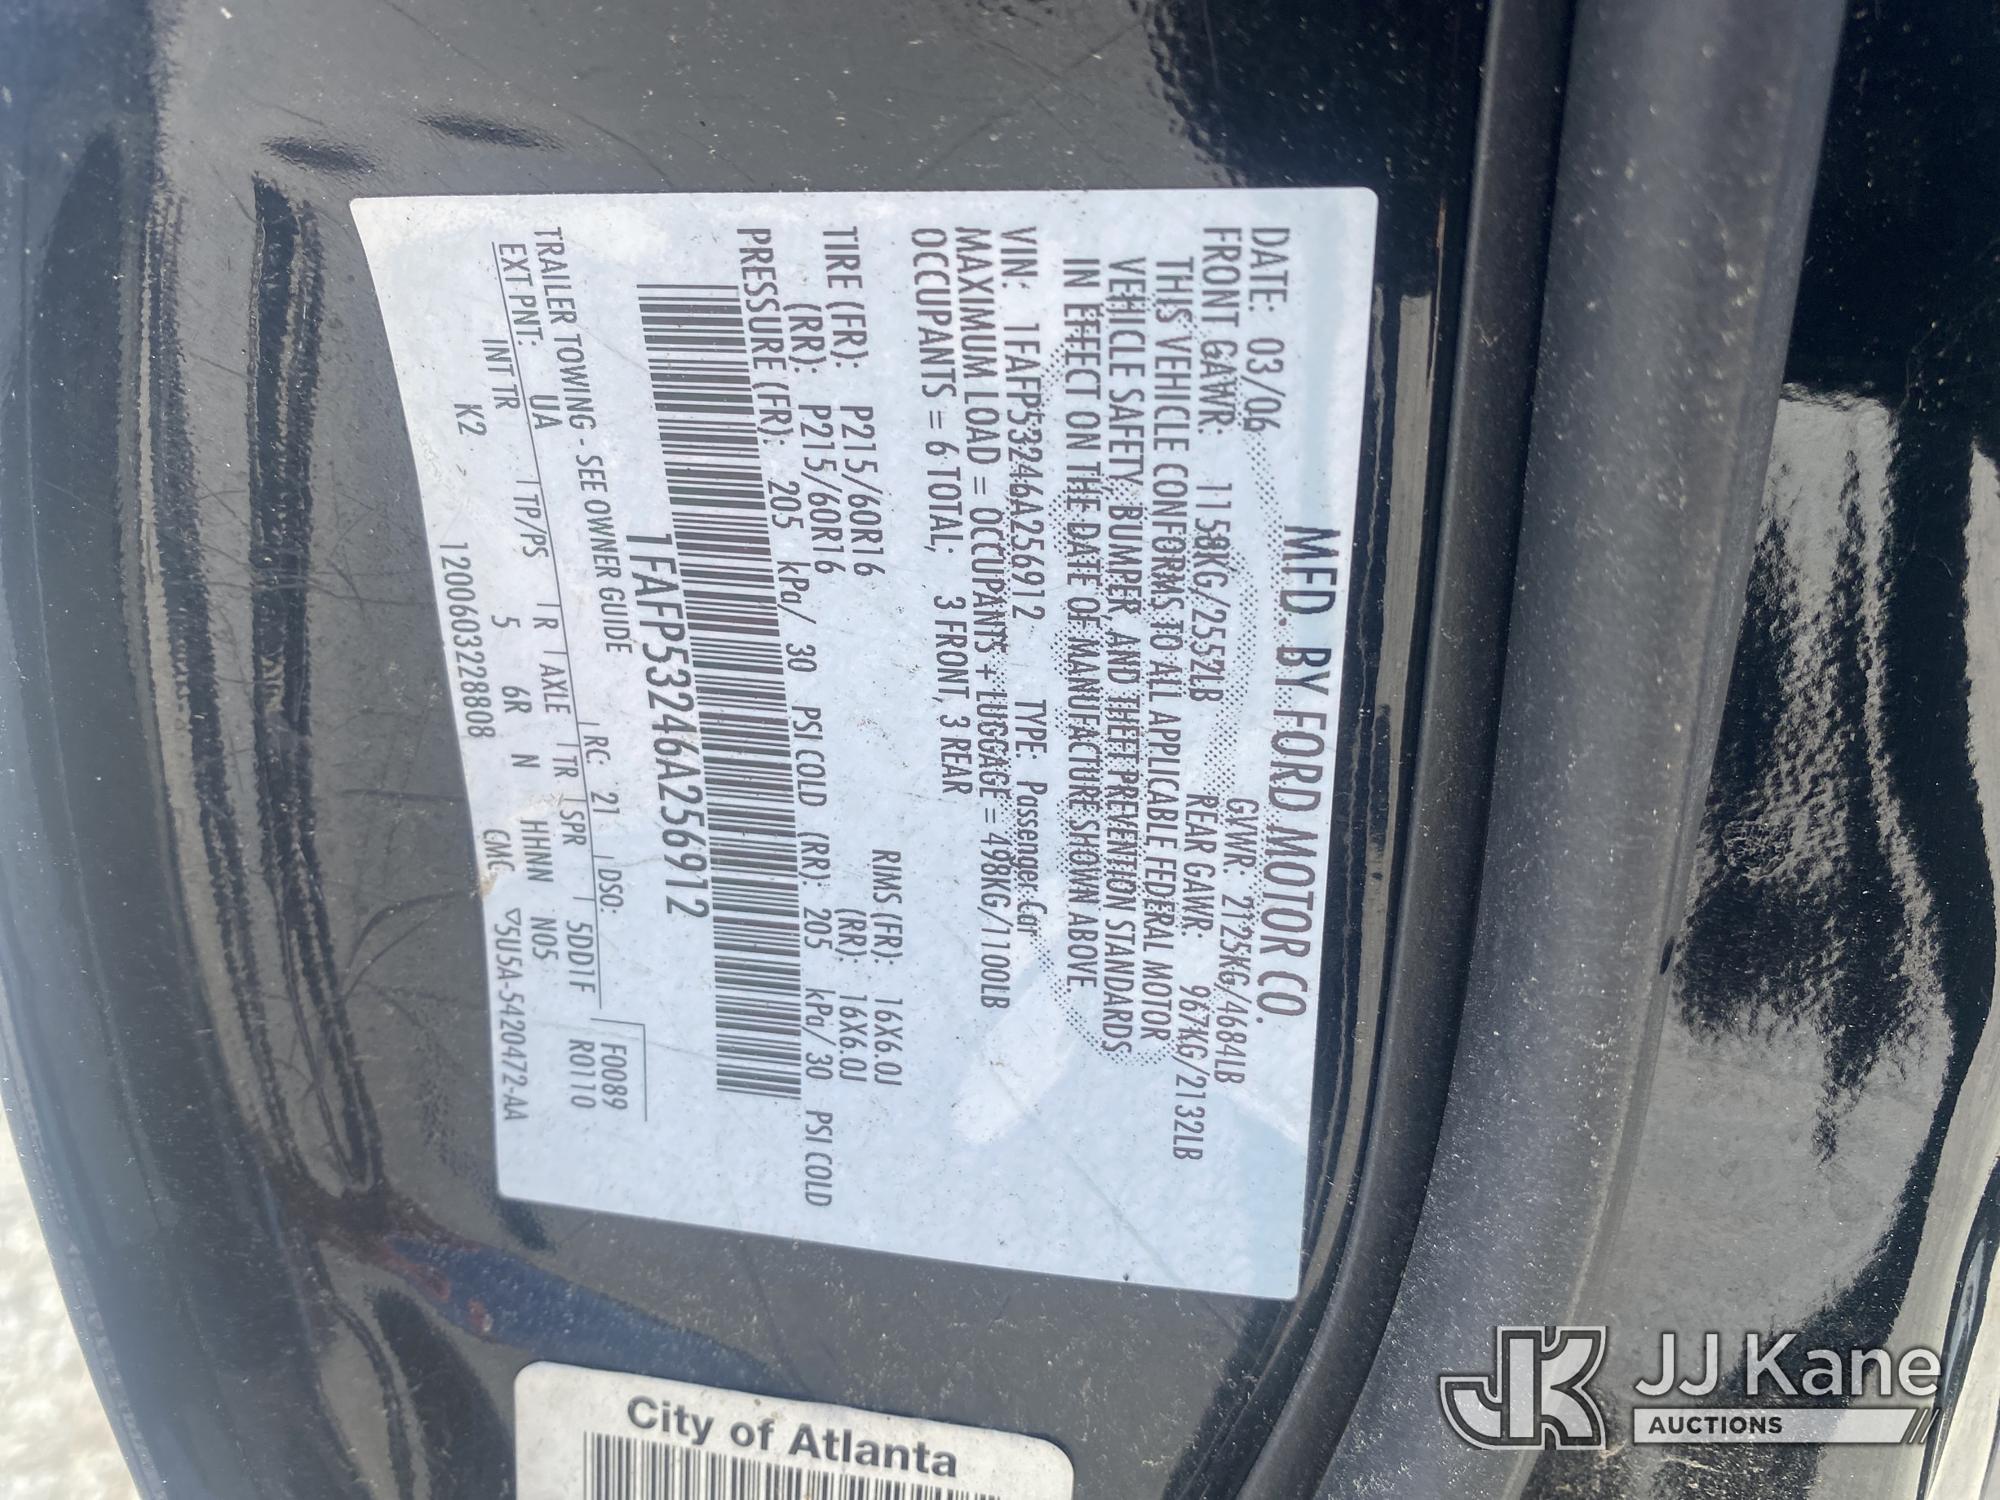 MFD. BY FORD MOTOR CO.
DATE: 03/06 GVWR: 2125KG/4684LB
FRONT GAWR: 1158KG/2552LB REAR GAWR: 967KG/2132LB
THIS VEHICLE CONFORMS TO ALL APPLICABLE FEDERAL MOTOR
VEHICLE SAFETY, BUMPER, AND THEFT PREVENTION STANDARDS
IN EFFECT ON THE DATE OF MANUFACTURE SHOWN ABOVE.
VIN: 1FAFP53246A256912 TYPE: Passenger Car
MAXIMUM LOAD = OCCUPANTS + LUGGAGE = 498KG/1100LB
OCCUPANTS = 6 TOTAL, 3 FRONT, 3 REAR
TIRE (FR): P215/60R16 RIMS (FR): 16X6.0J
(RR): P215/60R16 (RR): 16X6.0J
PRESSURE (FR): 205 kPa/ 30 PSI COLD (RR): 205 kPa/ 30 PSI COLD
1FAFP53246A256912
TRAILER TOWING - SEE OWNER GUIDE F0089
EXT PNT: UA RC: 21 DSO: R0110
INT TR TP/PS R AXLE TR SPR 5DD1F
K2 5 6R N HHNN N05
1200603228808 CMC ▽5U5A-5420472-AA
City of Atlanta
JK JJ Kane
AUCTIONS